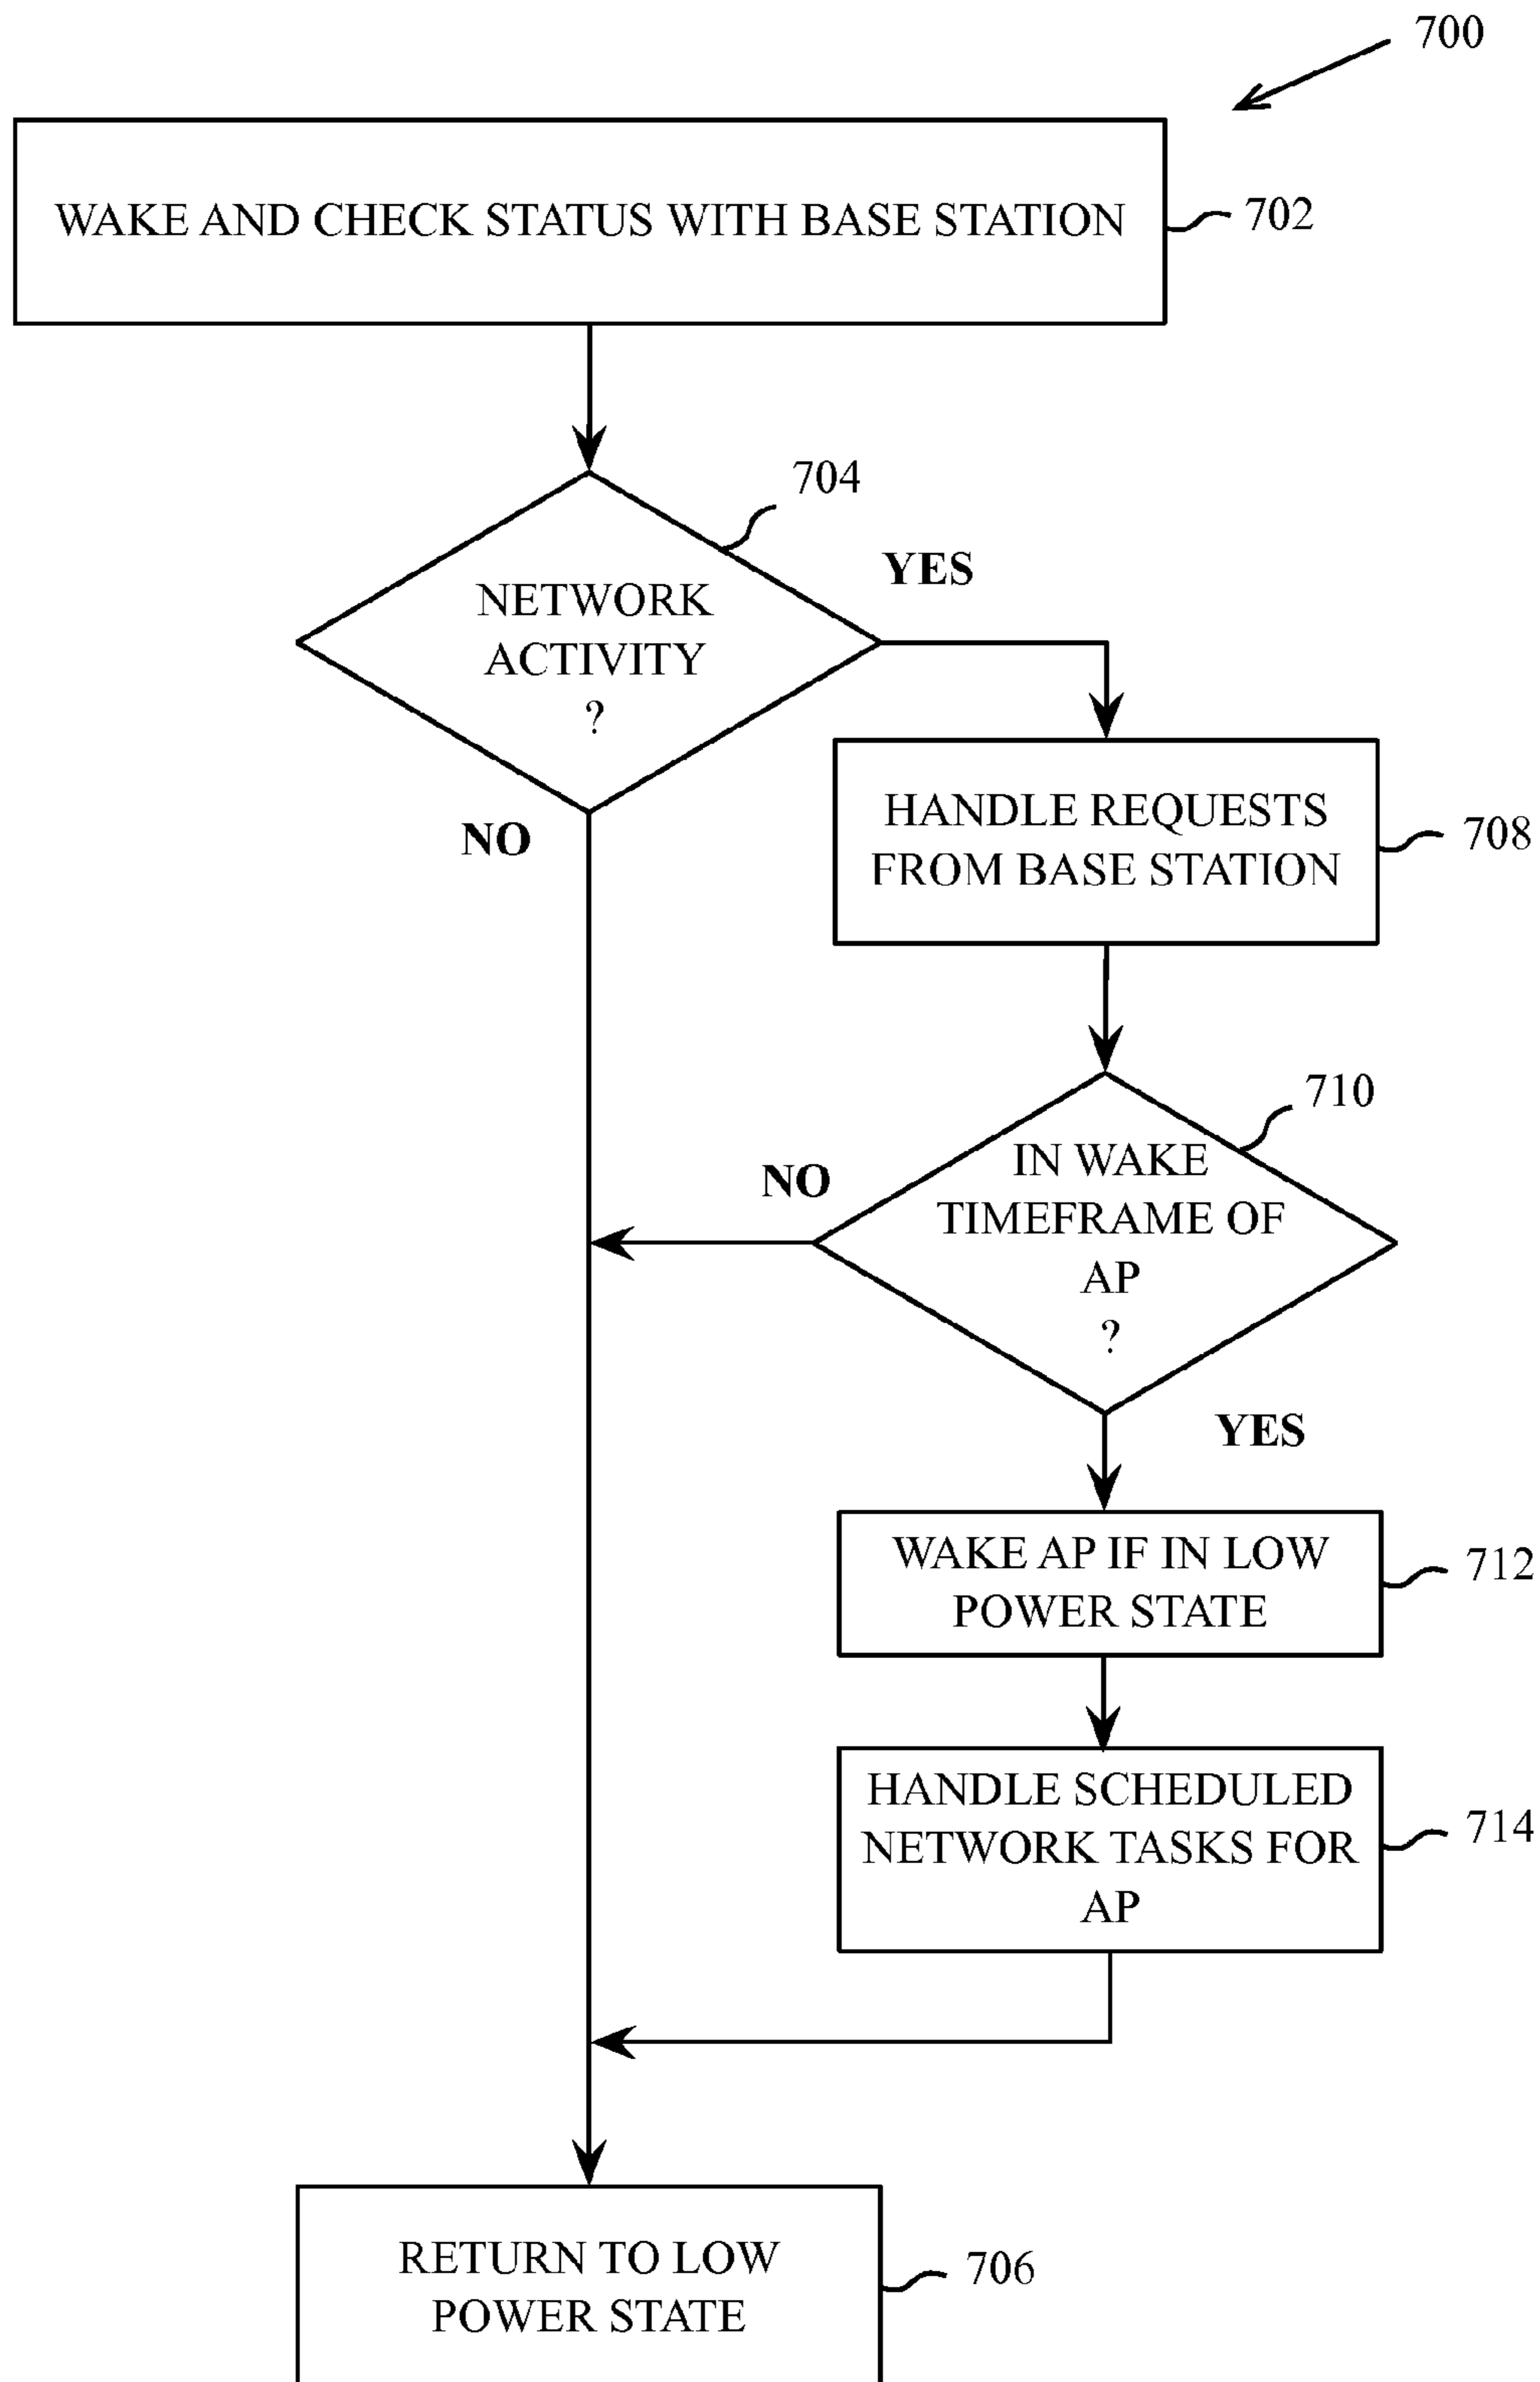 700
WAKE AND CHECK STATUS WITH BASE STATION
702
704
YES
NETWORK
ACTIVITY
?
NO
HANDLE REQUESTS
FROM BASE STATION
708
710
IN WAKE
TIMEFRAME OF
AP
?
NO
YES
WAKE AP IF IN LOW
POWER STATE
712
HANDLE SCHEDULED
NETWORK TASKS FOR
AP
714
RETURN TO LOW
POWER STATE
706